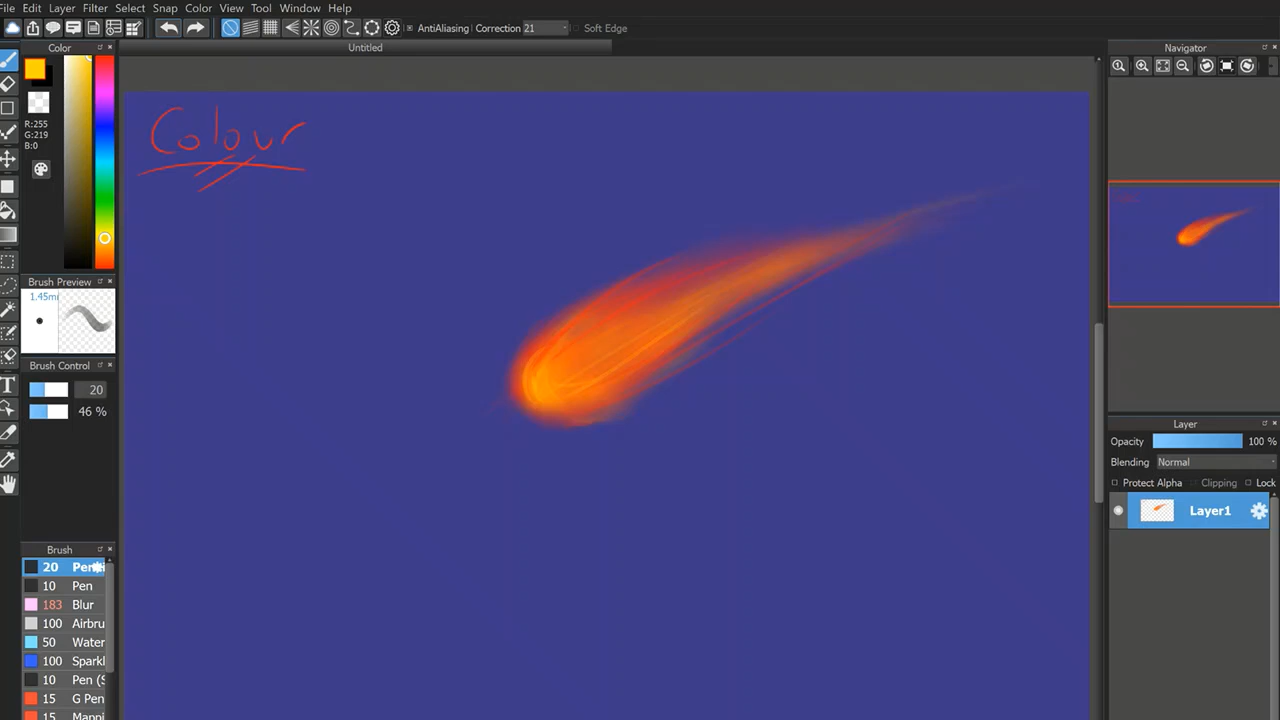 File Edit Layer Filter Select Snap Color View Tool Window Help
AntiAliasing Correction 21 Soft Edge
Color
Untitled
Navigator
R:255
G:219
B:0
Colour
Brush Preview
1.45m
Brush Control
20
46 %
Layer
Opacity 100 %
Blending Normal
Protect Alpha Clipping Lock
Layer1
Brush
20
10 Pen
183 Blur
100 Airbru
50 Water
100 Sparkl
10 Pen (S
15 G Pen
15 Mappi